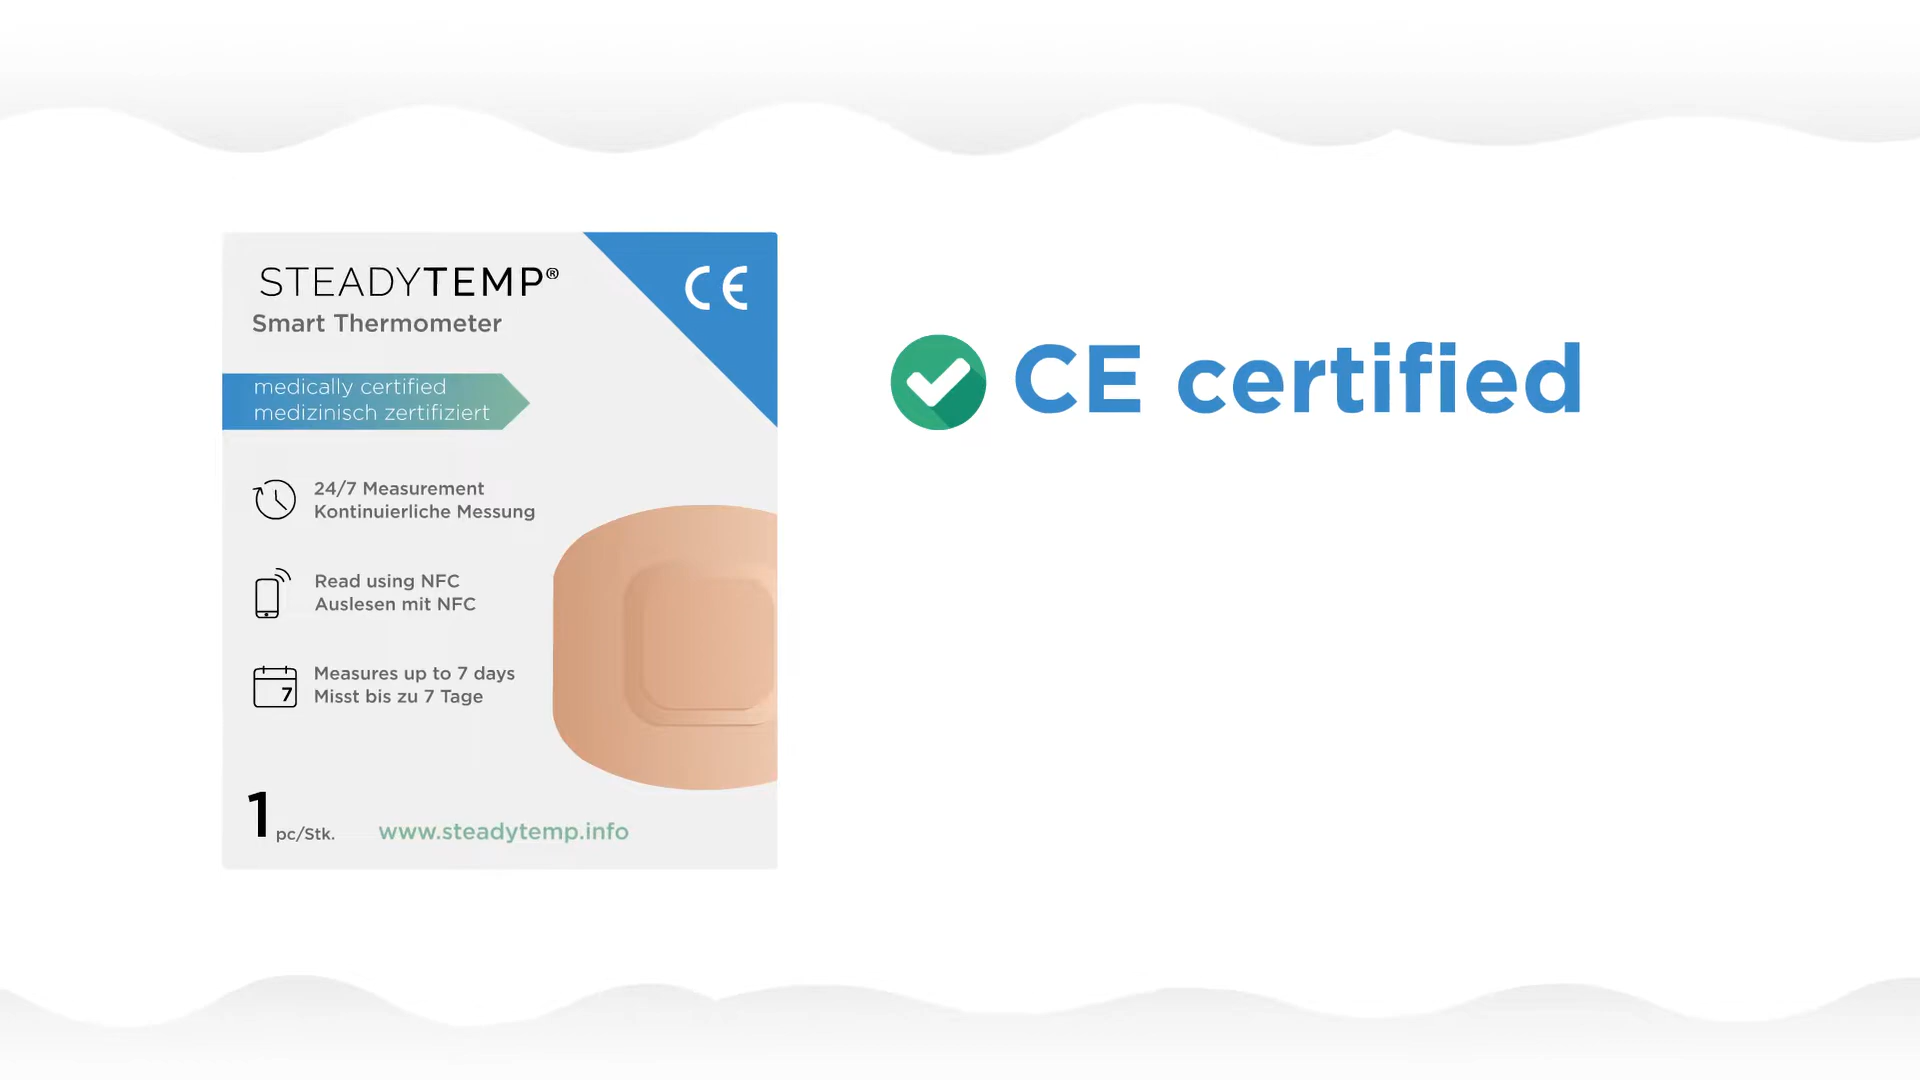 STEADYTEMP®
CE
Smart Thermometer
medically certified
medizinisch zertifiziert
24/7 Measurement
Kontinuierliche Messung
Read using NFC
Auslesen mit NFC
Measures up to 7 days
7
Misst bis zu 7 Tage
1 pc/Stk.
www.steadytemp.info
CE certified